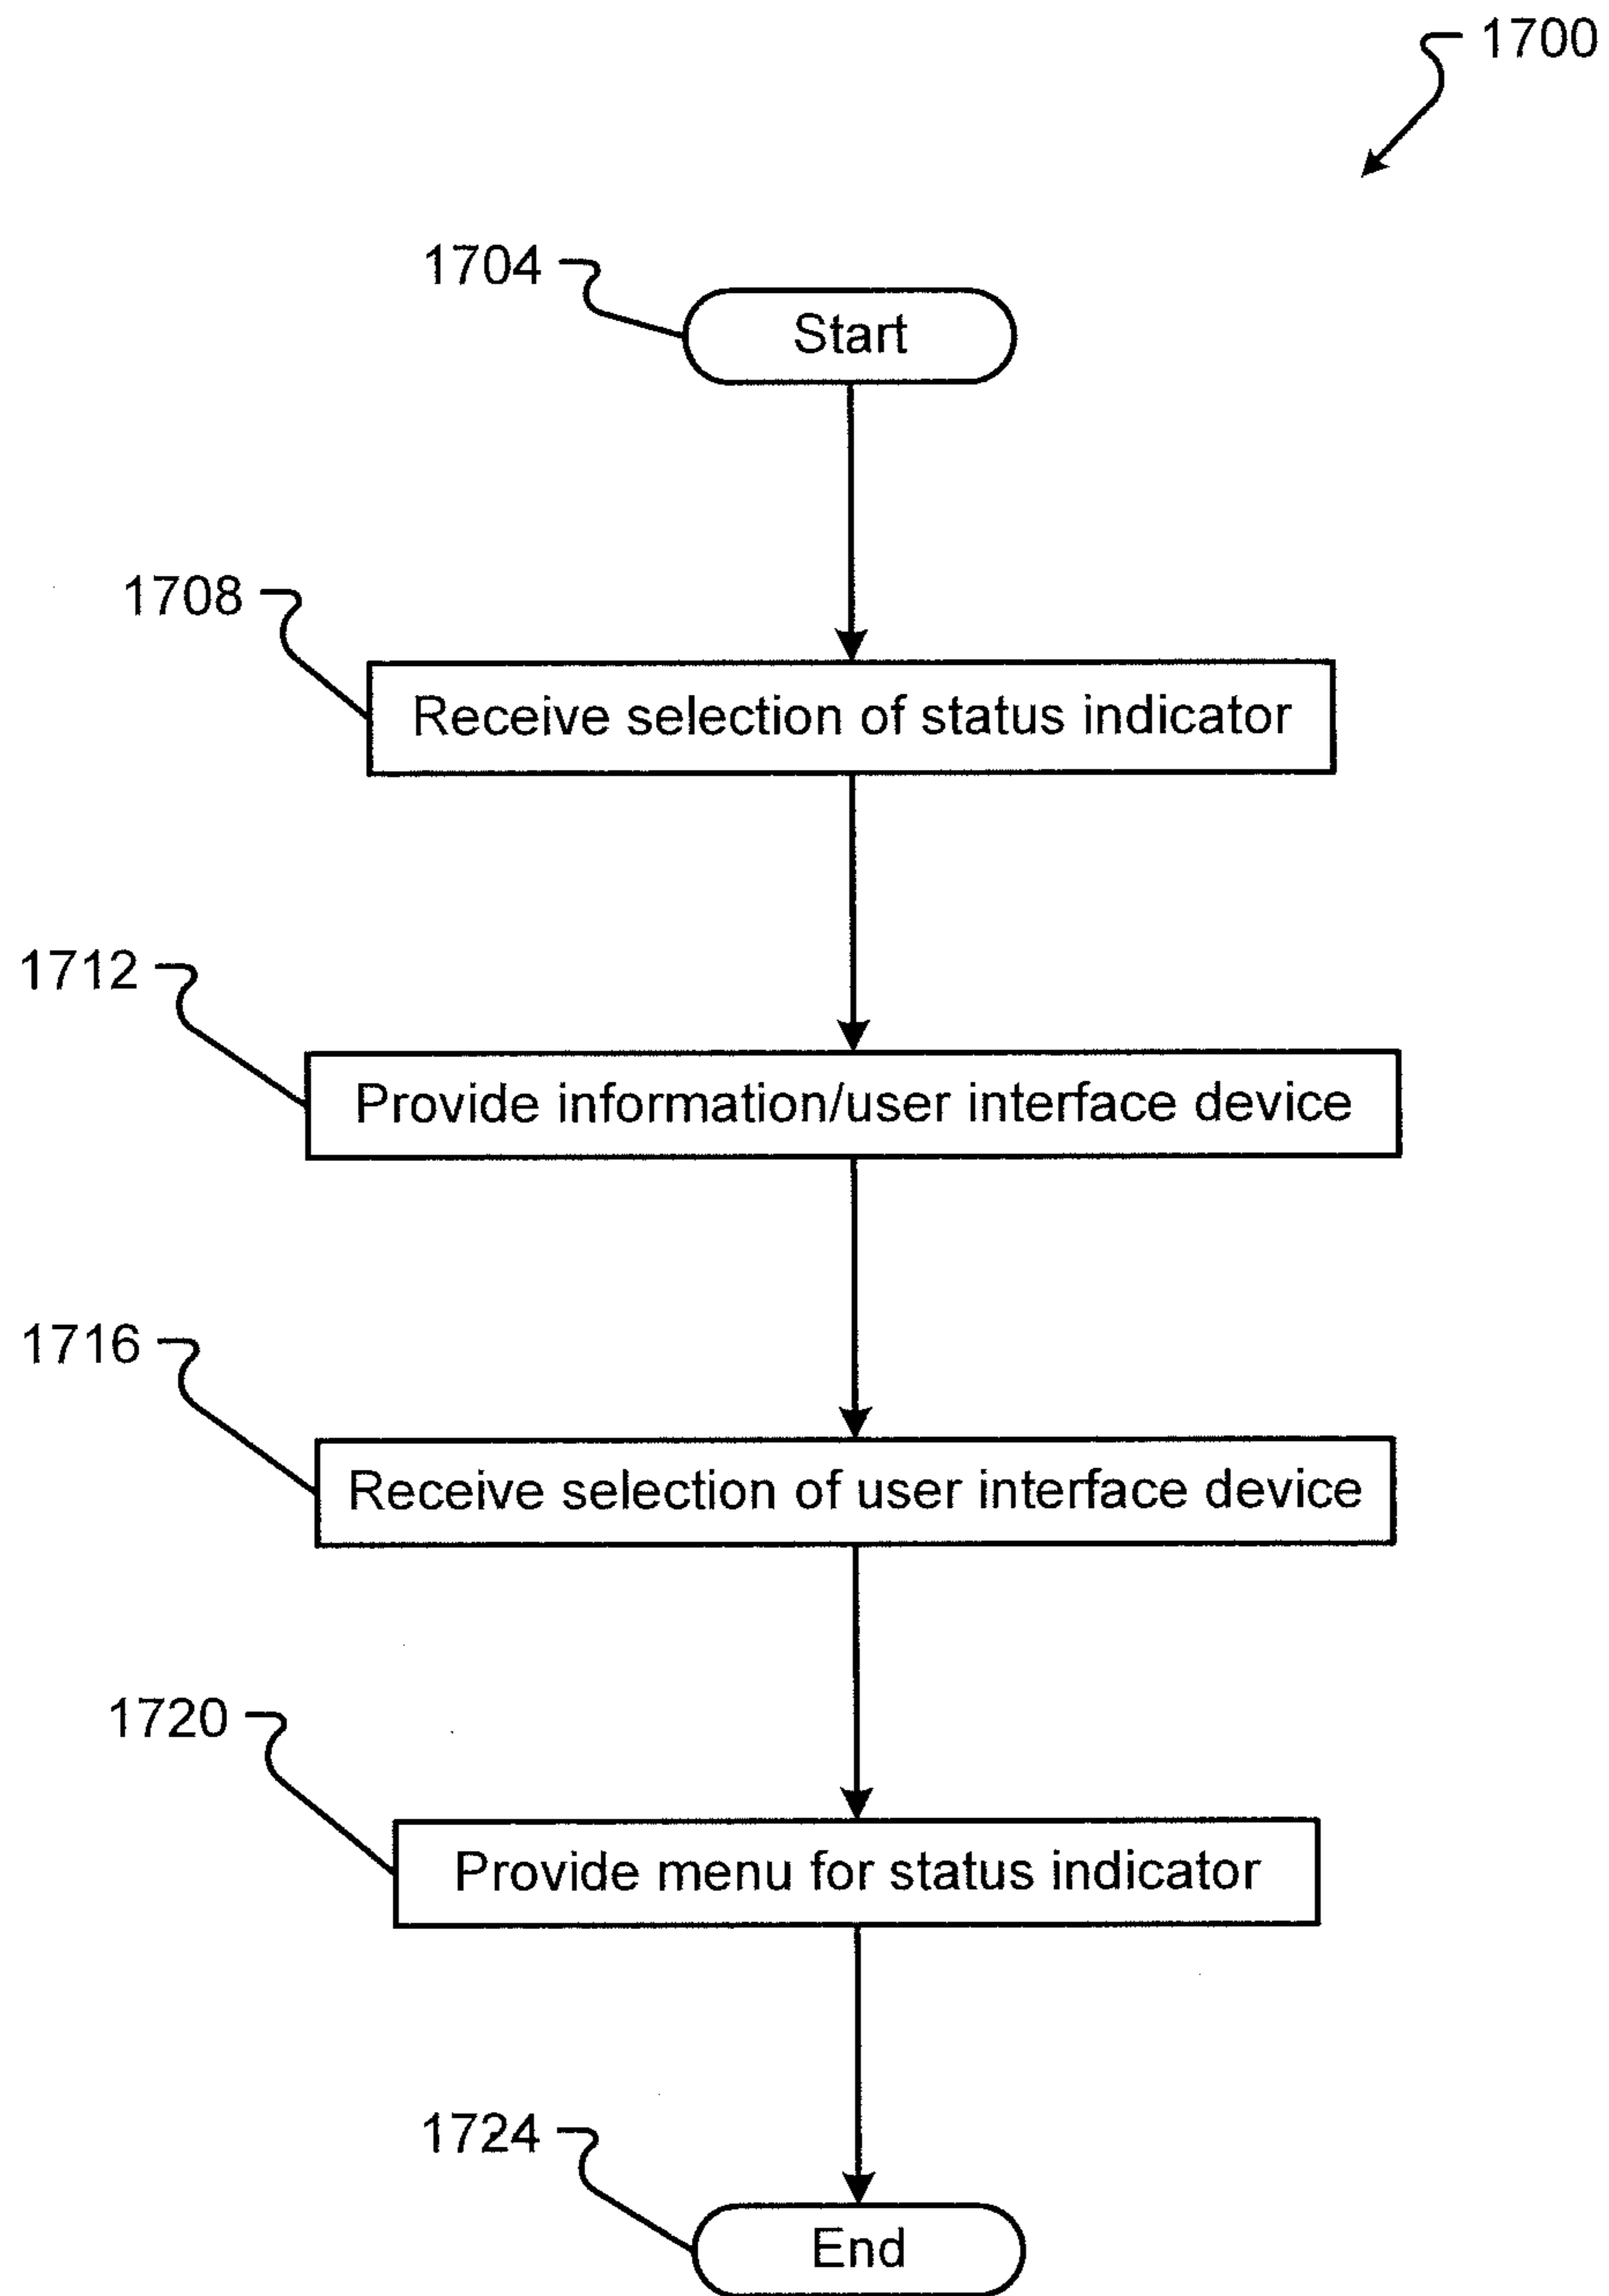 1700
1704
Start
1708
Receive selection of status indicator
1712
Provide information/user interface device
1716
Receive selection of user interface device
1720
Provide menu for status indicator
1724
End